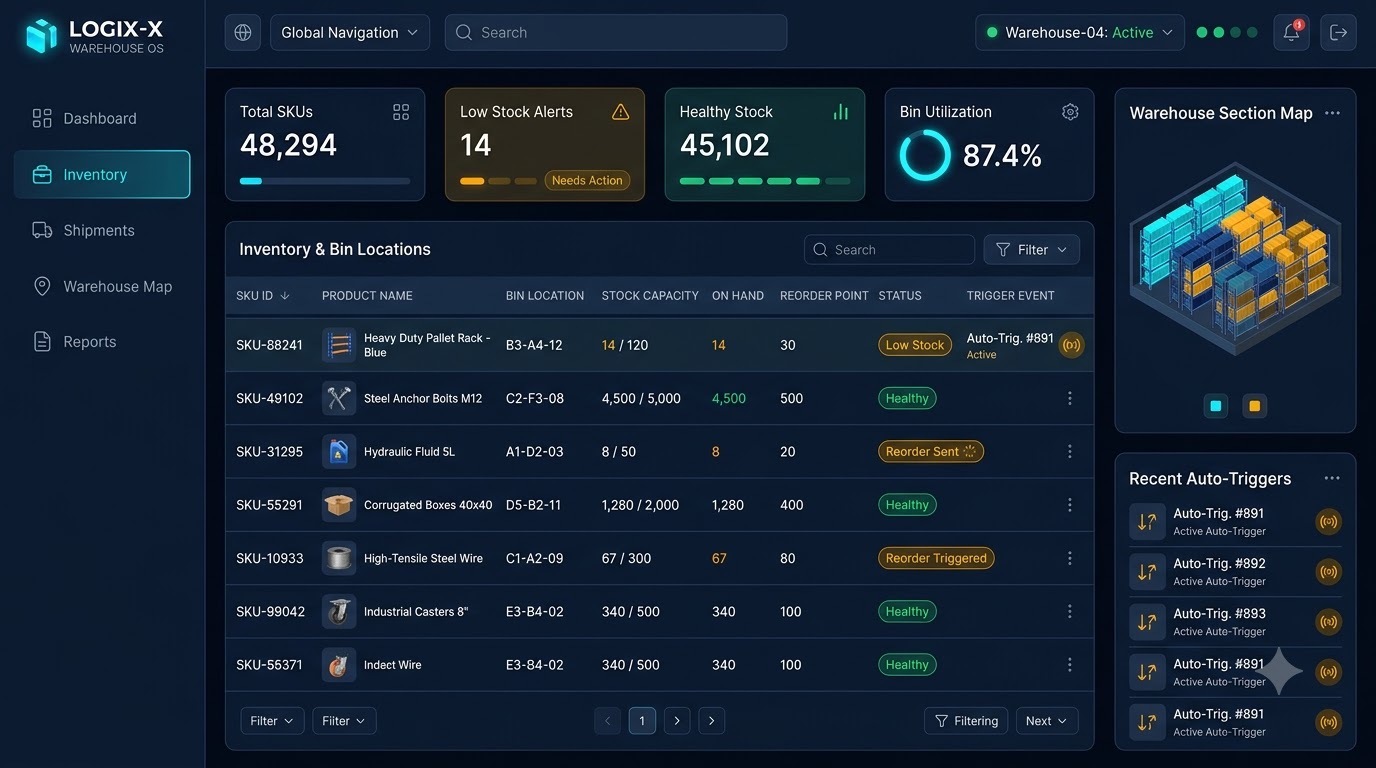 LOGIX-X
WAREHOUSE OS
Global Navigation
Search
Warehouse-04: Active
Dashboard
Inventory
Shipments
Warehouse Map
Reports
Total SKUs
48,294
Low Stock Alerts
14
Needs Action
Healthy Stock
45,102
Bin Utilization
87.4%
Inventory & Bin Locations
Search
Filter
SKU ID PRODUCT NAME BIN LOCATION STOCK CAPACITY ON HAND REORDER POINT STATUS TRIGGER EVENT
SKU-88241 Heavy Duty Pallet Rack - Blue B3-A4-12 14 / 120 14 30 Low Stock Auto-Trig. #891 Active
SKU-49102 Steel Anchor Boits M12 C2-F3-08 4,500 / 5,000 4,500 500 Healthy
SKU-31295 Hydraulic Fluid 5L A1-D2-03 8 / 50 8 20 Reorder Sent
SKU-55291 Corrugated Boxes 40x40 D5-B2-11 1,280 / 2,000 1,280 400 Healthy
SKU-10933 High-Tensile Steel Wire C1-A2-09 67 / 300 67 80 Reorder Triggered
SKU-99042 Industrial Casters 8" E3-B4-02 340 / 500 340 100 Healthy
SKU-55371 Indect Wire E3-84-02 340 / 500 340 100 Healthy
Filter
Fiiter
1
Filtering
Next
Warehouse Section Map
Recent Auto-Triggers
Auto-Trig. #891
Active Auto-Trigger
Auto-Trig. #892
Active Auto-Trigger
Auto-Trig. #893
Active Auto-Trigger
Auto-Trig. #891
Active Auto-Trigger
Auto-Trig. #891
Active Auto-Trigger